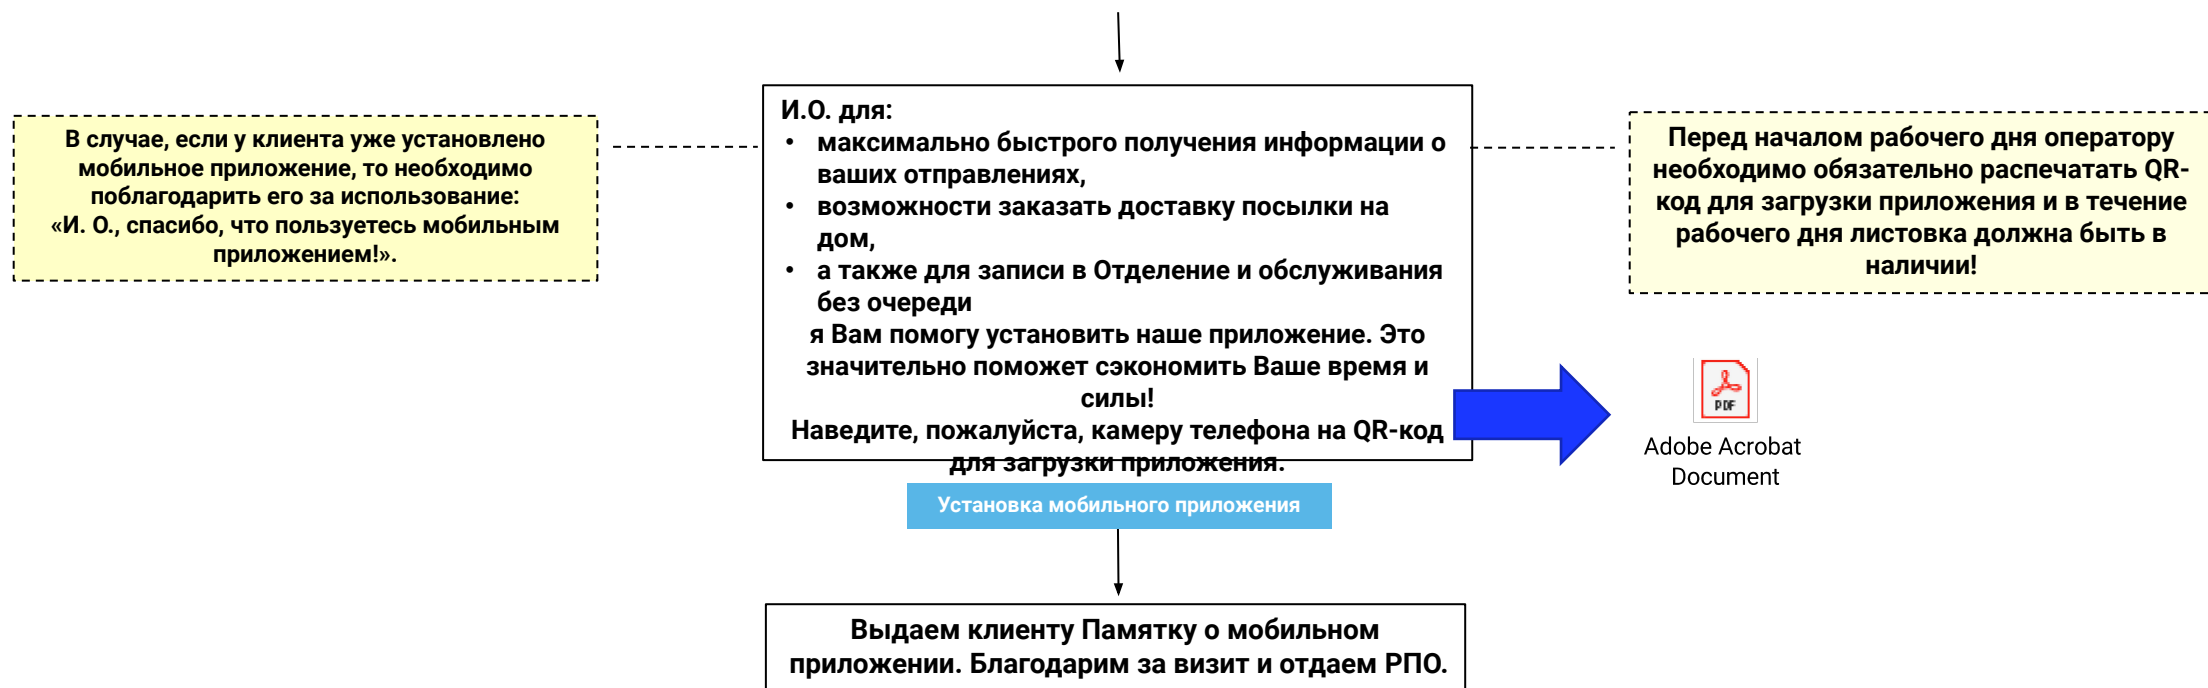 В случае, если у клиента уже установлено
мобильное приложение, то необходимо
поблагодарить его за использование:
«И. О., спасибо, что пользуетесь мобильным
приложением!».
И.О. для:
• максимально быстрого получения информации о
ваших отправлениях,
• возможности заказать доставку посылки на
дом,
• а также для записи в Отделение и обслуживания
без очереди
я Вам помогу установить наше приложение. Это
значительно поможет сэкономить Ваше время и
силы!
Наведите, пожалуйста, камеру телефона на QR-код
для загрузки приложения.
Перед началом рабочего дня оператору
необходимо обязательно распечатать QR-
код для загрузки приложения и в течение
рабочего дня листовка должна быть в
наличии!
PDF
Adobe Acrobat
Document
Установка мобильного приложения
Выдаем клиенту Памятку о мобильном
приложении. Благодарим за визит и отдаем РПО.